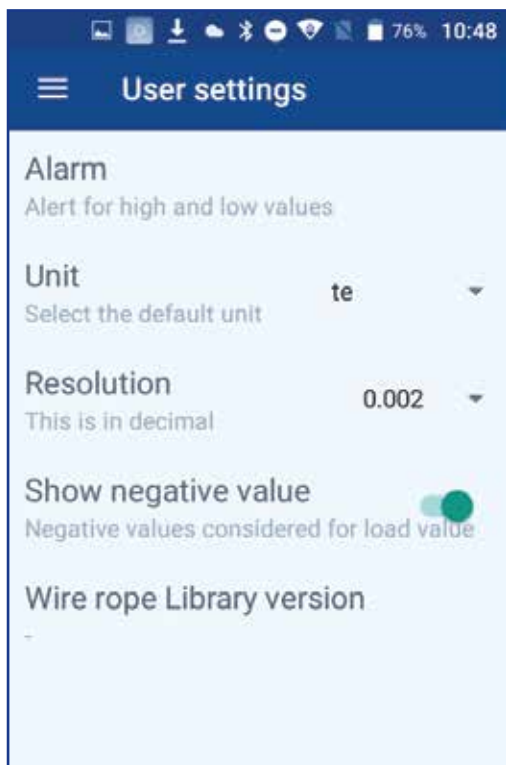 76% 10:48
User settings
Alarm
Alert for high and low values
Unit
te
Select the default unit
Resolution
0.002
This is in decimal
Show negative value
Negative values considered for load value
Wire rope Library version
-